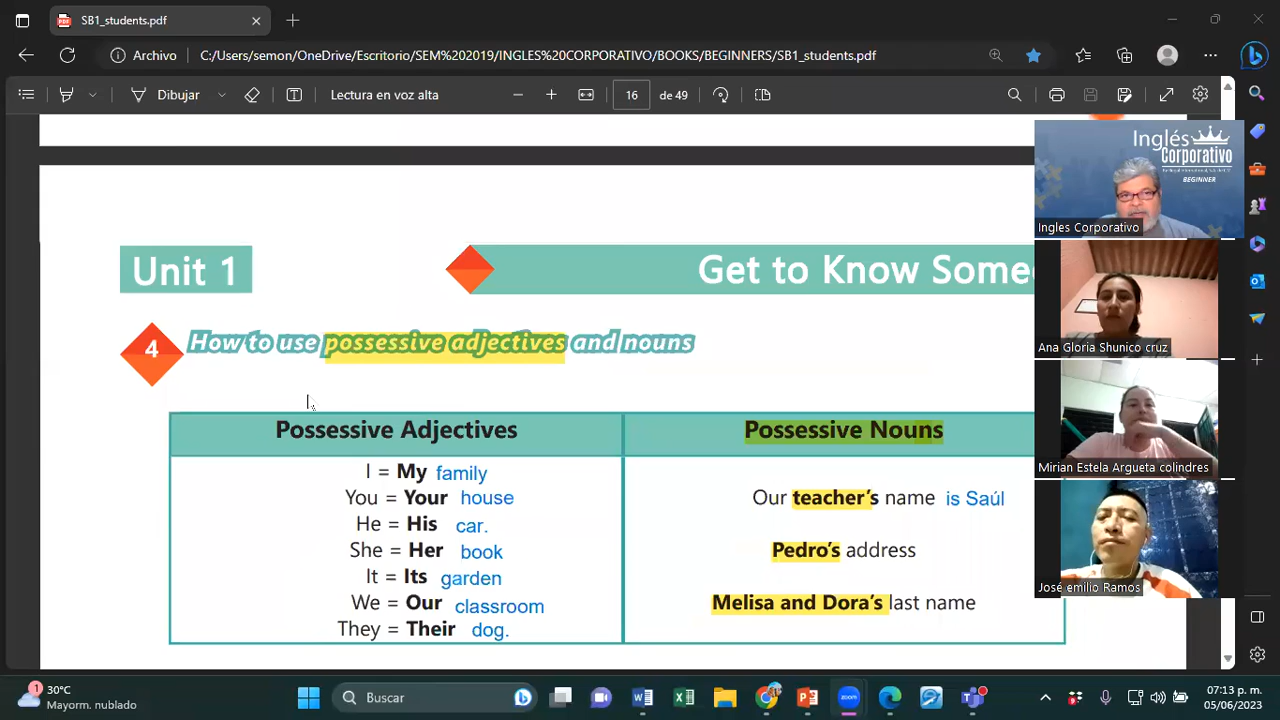 SB1_students.pdf
Archivo
C:/Users/semon/OneDrive/Escritorio/SEM%202019/INGLES%20CORPORATIVO/BOOKS/BEGINNERS/SB1_students.pdf
Dibujar
Lectura en voz alta
16
de 49
Inglés
Corporativo
BEGINNER
Ingles Corporativo
Unit 1
Get to Know Some
4
How to use possessive adjectives and nouns
Ana Gloria Shunico cruz
Possessive Adjectives
Possessive Nouns
I = My family
You = Your house
He = His car.
She = Her book
It = Its garden
We = Our classroom
They = Their dog.
Our teacher's name is Saúl
Pedro's address
Melisa and Dora's last name
Mirian Estela Argueta colindres
José emilio Ramos
1
30°C
Mayorm. nublado
Buscar
07:13 p. m.
05/06/2023